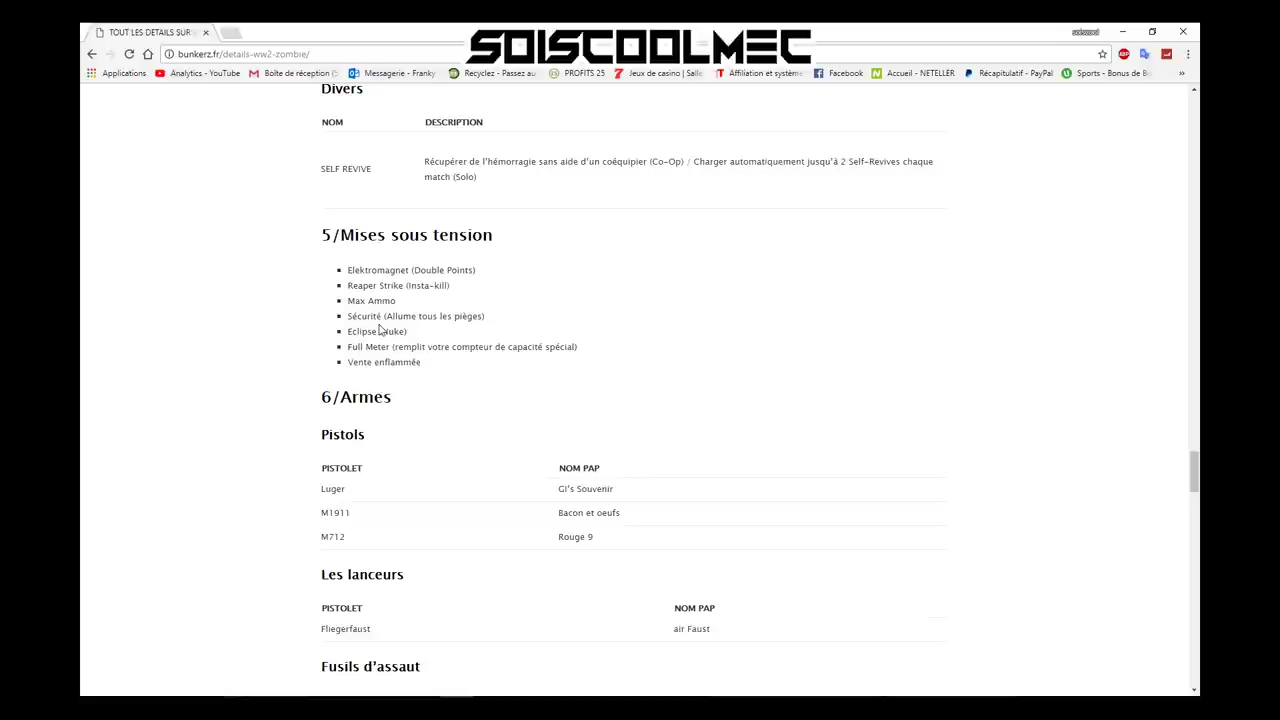 SOISCOOLMEC
TOUT LES DETAILS SUR
soiscool
bunkerz.fr/details-ww2-zombie/
Applications Analytics - YouTube Boîte de réception (5 Messagerie - Franky Recyclez - Passez au PROFITS 25 Jeux de casino | Salle Affiliation et système Facebook Accueil - NETELLER Récapitulatif - PayPal Sports - Bonus de »
Divers
NOM DESCRIPTION
SELF REVIVE Récupérer de l'hémorragie sans aide d'un coéquipier (Co-Op) / Charger automatiquement jusqu'à 2 Self-Revives chaque
match (Solo)
5/Mises sous tension
Elektromagnet (Double Points)
Reaper Strike (Insta-kill)
Max Ammo
Sécurité (Allume tous les pièges)
Eclipse
Full Meter (remplit votre compteur de capacité spécial)
Vente enflammée
6/Armes
Pistols
PISTOLET NOM PAP
Luger GI's Souvenir
M1911 Bacon et oeufs
M712 Rouge 9
Les lanceurs
PISTOLET NOM PAP
Fliegerfaust air Faust
Fusils d'assaut